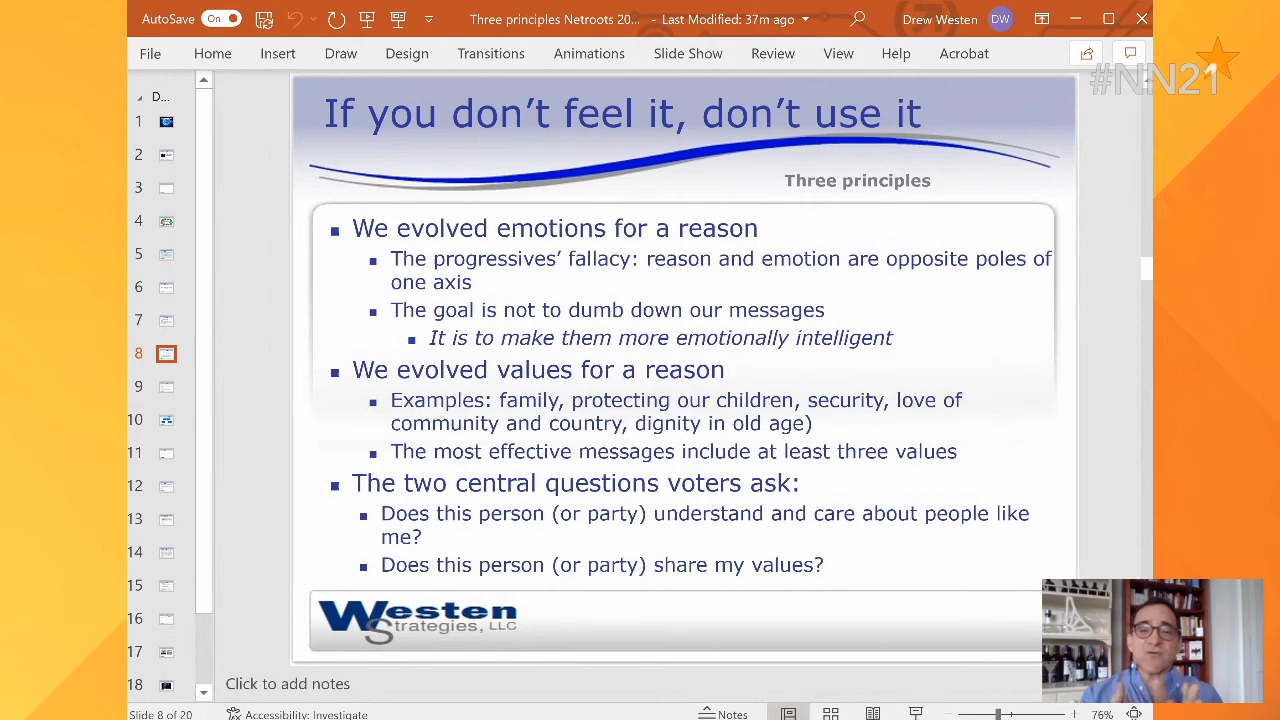 AutoSave On Three principles Netroots 20... - Last Modified: 37m ago Drew Westen DW
File Home Insert Draw Design Transitions Animations Slide Show Review View Help Acrobat
#NN21
D...
1
2
3
4
5
6
7
8
9
10
11
12
13
14
15
16
17
18
If you don’t feel it, don’t use it
Three principles
We evolved emotions for a reason
The progressives’ fallacy: reason and emotion are opposite poles of
one axis
The goal is not to dumb down our messages
It is to make them more emotionally intelligent
We evolved values for a reason
Examples: family, protecting our children, security, love of
community and country, dignity in old age)
The most effective messages include at least three values
The two central questions voters ask:
Does this person (or party) understand and care about people like
me?
Does this person (or party) share my values?
Westen
Strategies, LLC
Click to add notes
Slide 8 of 20 Accessibility: Investigate Notes 76%